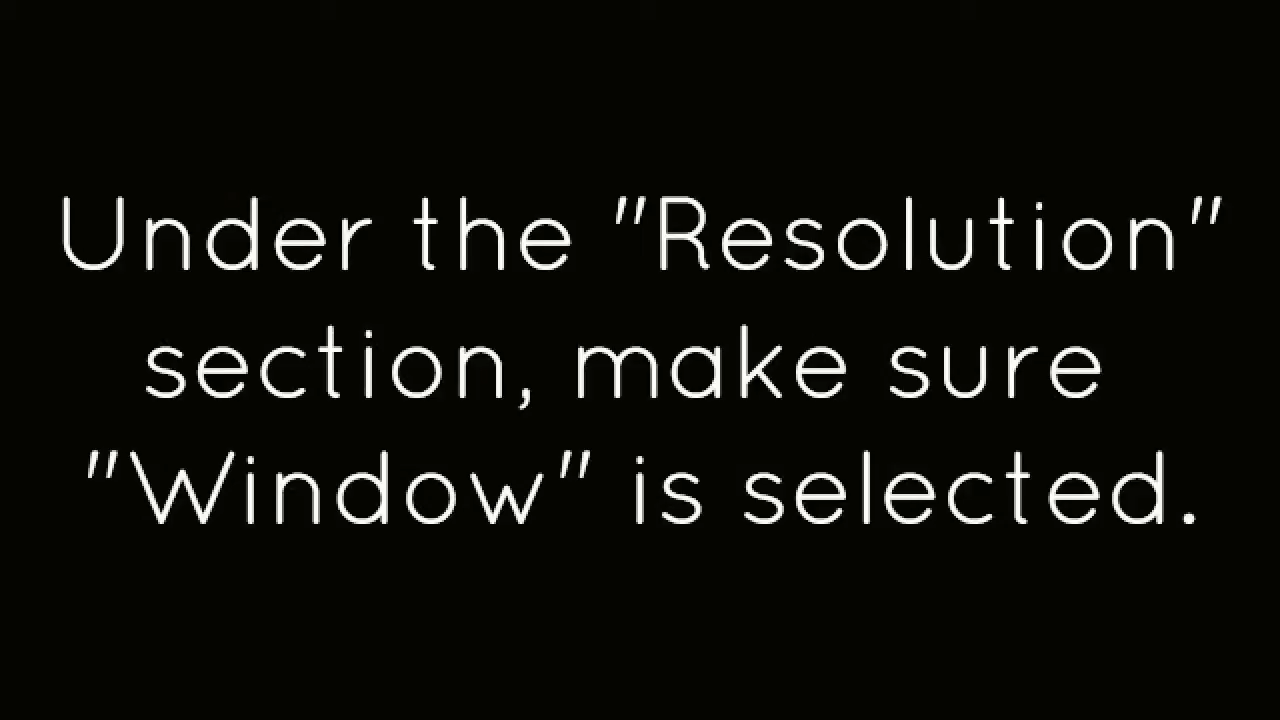 Under the "Resolution"
section, make sure
"Window" is selected.